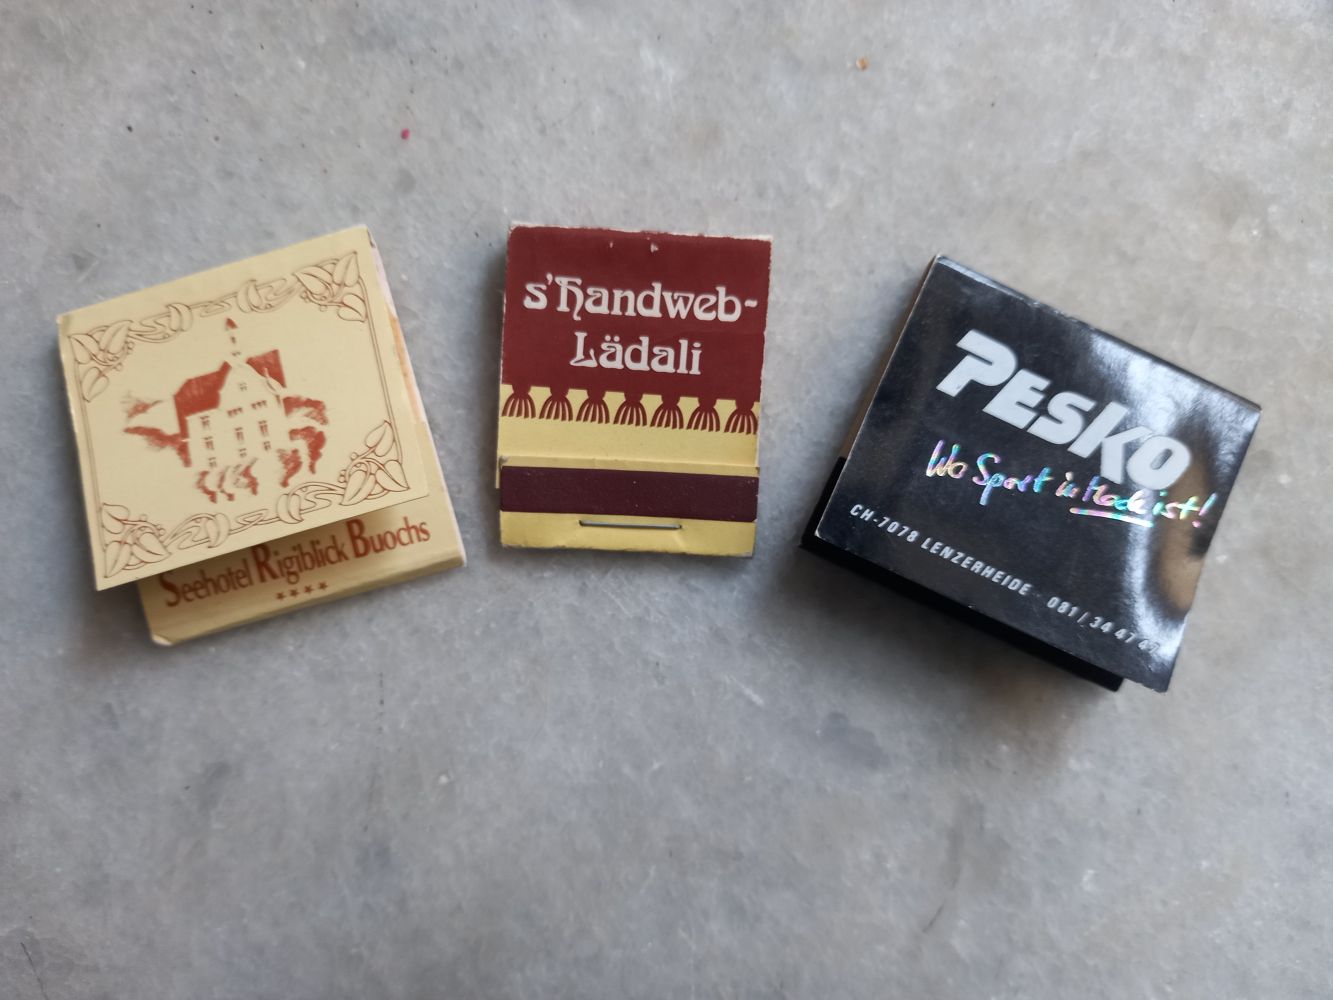 Seehotel Rigiblick Buochs
****
s'Handweb-
Lädali
PESKO
Wo Sport in Mode ist!
CH-7078 LENZERHEIDE · 081 / 34 47 47